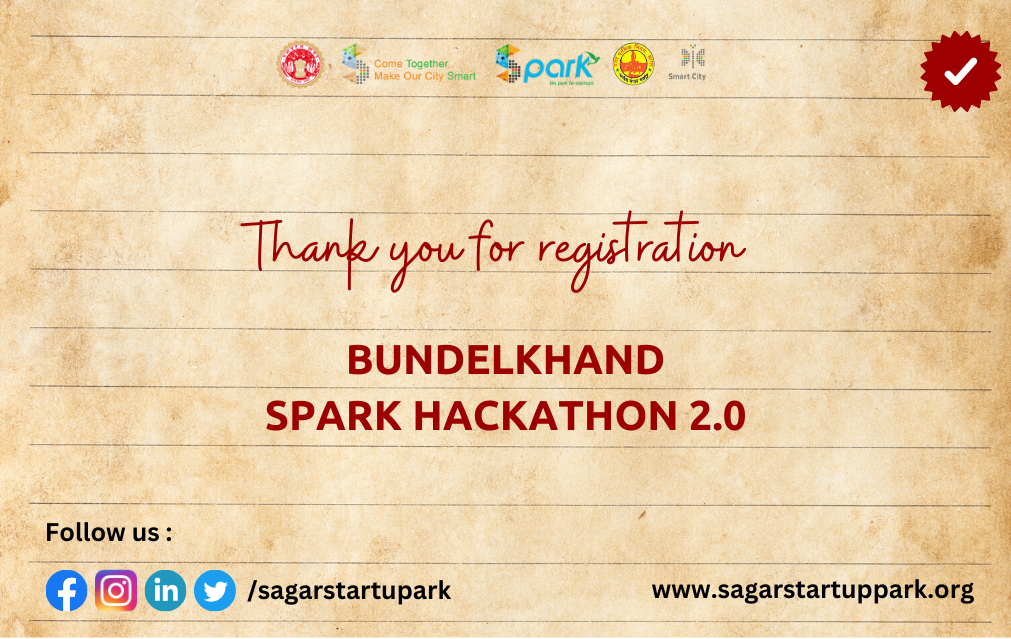 Come Together
Make Our City Smart
Spark
Smart City
Thank you for registration
BUNDELKHAND
SPARK HACKATHON 2.0
Follow us :
/sagarstartupark
www.sagarstartuppark.org